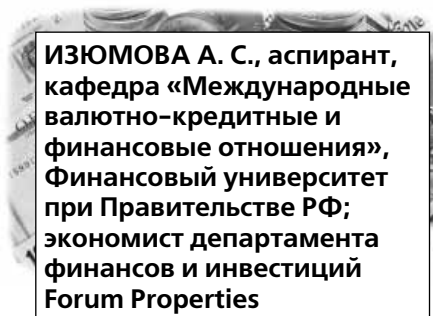 ИЗЮМОВА А. С., аспирант,
кафедра «Международные
валютно-кредитные и
финансовые отношения»,
Финансовый университет
при Правительстве РФ;
экономист департамента
финансов и инвестиций
Forum Properties